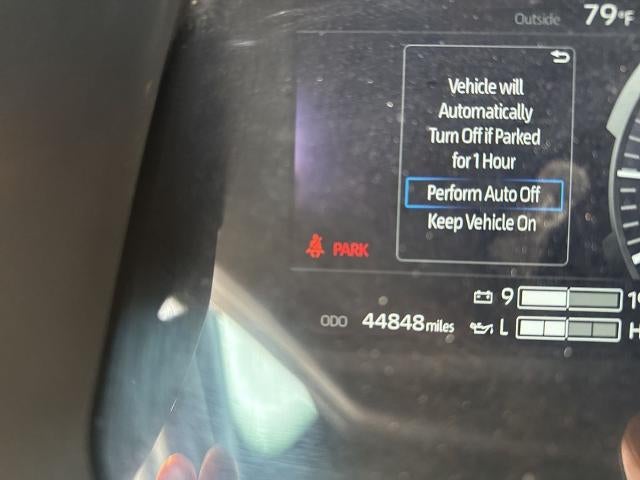 Outside 79°F
Vehicle will
Automatically
Turn Off if Parked
for 1 Hour
Perform Auto Off
Keep Vehicle On
PARK
9
ODO 44848 miles
L H